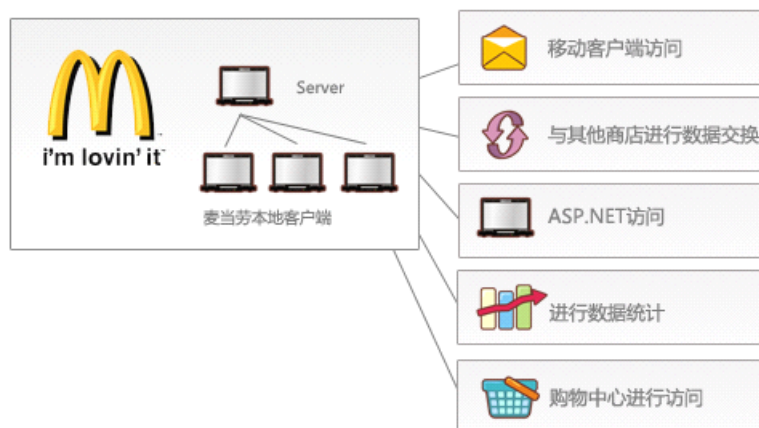 i'm lovin' it™
Server
麦当劳本地客户端
移动客户端访问
与其他商店进行数据交换
ASP.NET访问
进行数据统计
购物中心进行访问